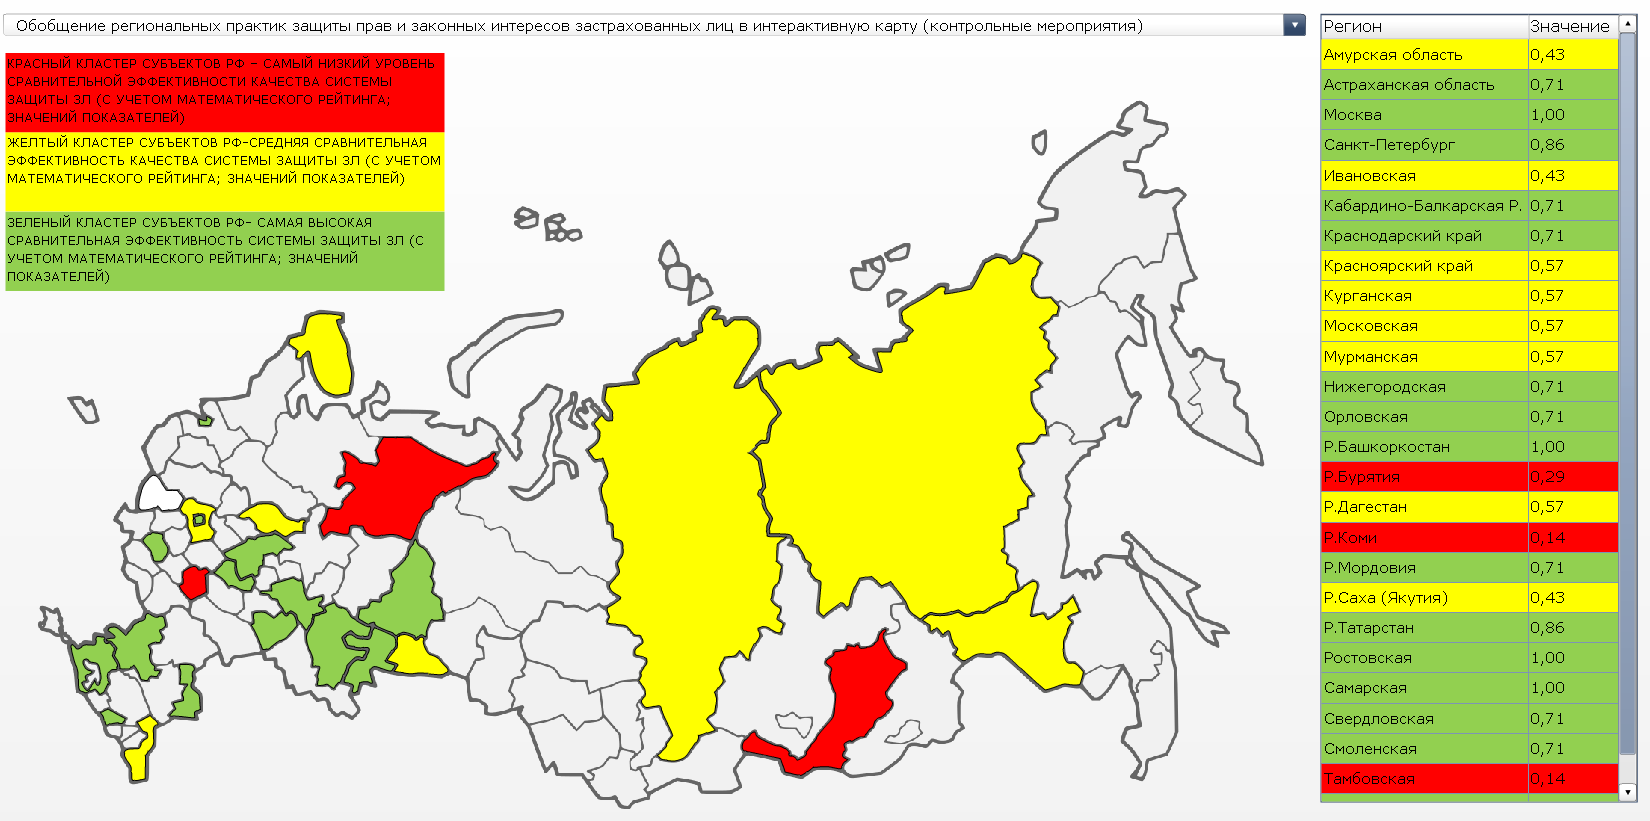 Обобщение региональных практик защиты прав и законных интересов застрахованных лиц в интерактивную карту (контрольные мероприятия)
КРАСНЫЙ КЛАСТЕР СУБЪЕКТОВ РФ - САМЫЙ НИЗКИЙ УРОВЕНЬ
СРАВНИТЕЛЬНОЙ ЭФФЕКТИВНОСТИ КАЧЕСТВА СИСТЕМЫ
ЗАЩИТЫ ЗЛ (С УЧЕТОМ МАТЕМАТИЧЕСКОГО РЕЙТИНГА;
ЗНАЧЕНИЙ ПОКАЗАТЕЛЕЙ)
ЖЕЛТЫЙ КЛАСТЕР СУБЪЕКТОВ РФ-СРЕДНЯЯ СРАВНИТЕЛЬНАЯ
ЭФФЕКТИВНОСТЬ КАЧЕСТВА СИСТЕМЫ ЗАЩИТЫ ЗЛ (С УЧЕТОМ
МАТЕМАТИЧЕСКОГО РЕЙТИНГА; ЗНАЧЕНИЙ ПОКАЗАТЕЛЕЙ)
ЗЕЛЕНЫЙ КЛАСТЕР СУБЪЕКТОВ РФ- САМАЯ ВЫСОКАЯ
СРАВНИТЕЛЬНАЯ ЭФФЕКТИВНОСТЬ СИСТЕМЫ ЗАЩИТЫ ЗЛ (С
УЧЕТОМ МАТЕМАТИЧЕСКОГО РЕЙТИНГА; ЗНАЧЕНИЙ
ПОКАЗАТЕЛЕЙ)
Регион Значение
Амурская область 0,43
Астраханская область 0,71
Москва 1,00
Санкт-Петербург 0,86
Ивановская 0,43
Кабардино-Балкарская Р. 0,71
Краснодарский край 0,71
Красноярский край 0,57
Курганская 0,57
Московская 0,57
Мурманская 0,57
Нижегородская 0,71
Орловская 0,71
Р.Башкоркостан 1,00
Р.Бурятия 0,29
Р.Дагестан 0,57
Р.Коми 0,14
Р.Мордовия 0,71
Р.Саха (Якутия) 0,43
Р.Татарстан 0,86
Ростовская 1,00
Самарская 1,00
Свердловская 0,71
Смоленская 0,71
Тамбовская 0,14